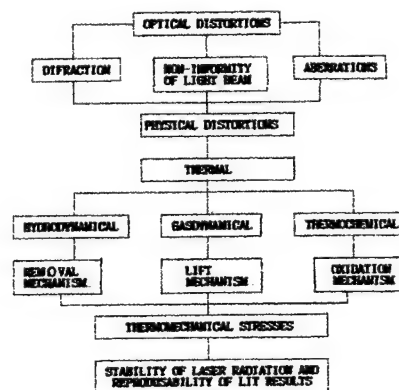 OPTICAL DISTORTIONS
DIFRACTION
NON-INFORMITY
OF LIGHT BEAM
ABERRATIONS
PHYSICAL DISTORTIONS
THERMAL
HYDRODYNAMICAL
GASDYNAMICAL
THERMOCHEMICAL
REMOVAL
MECHANISM
LIFT
MECHANISM
OXIDATION
MECHANISM
THERMOMECHANICAL STRESSES
STABILITY OF LASER RADIATION AND
REPRODUSABILITY OF LIT RESULTS